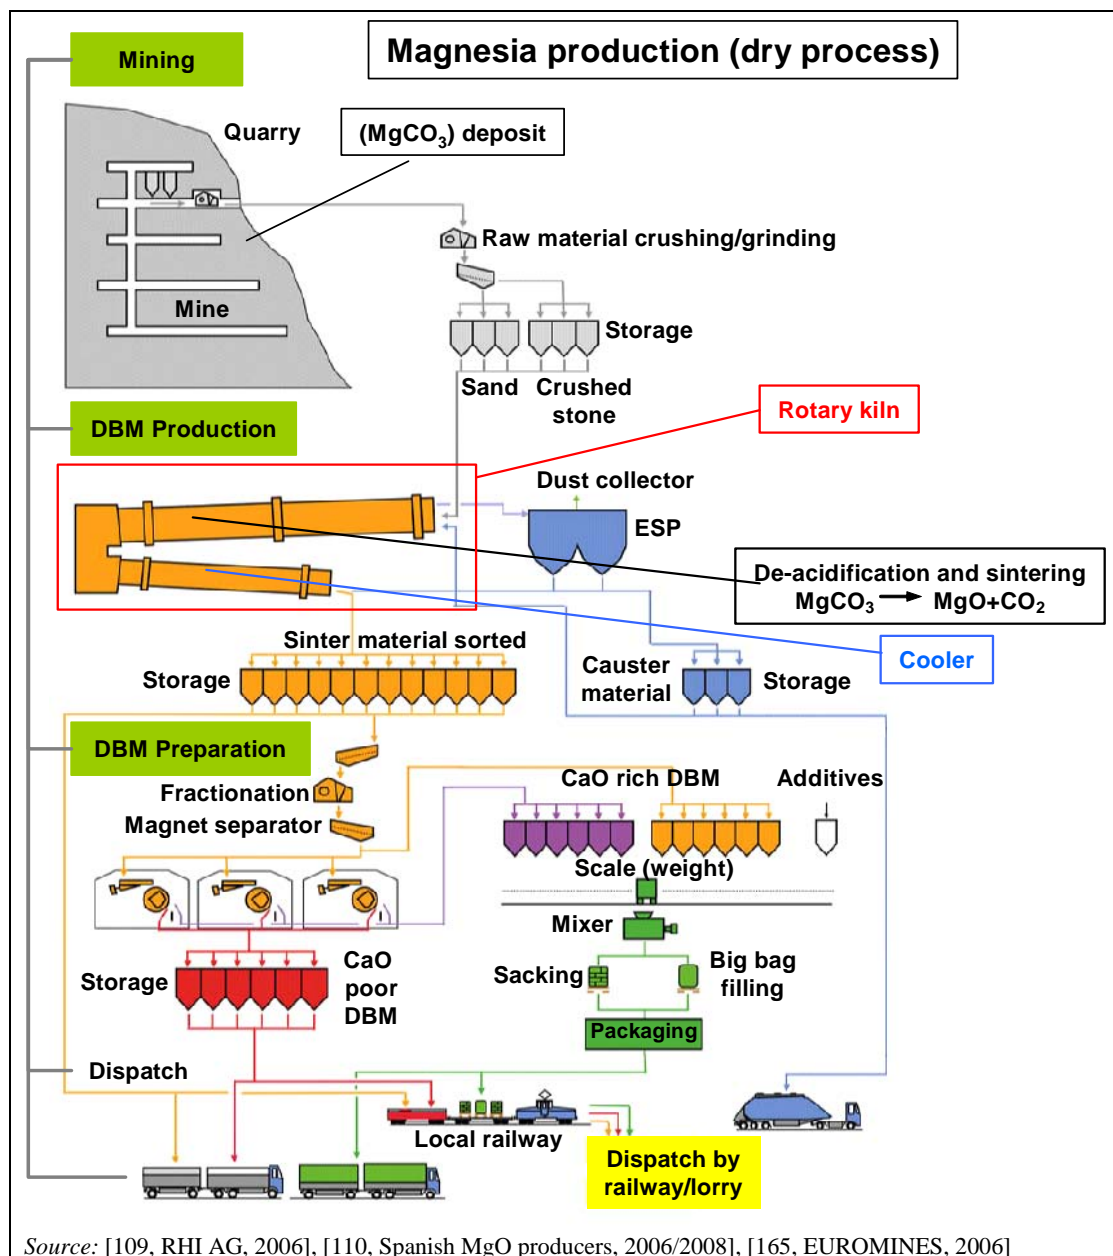 Magnesia production (dry process)
Mining
Quarry
(MgCO₃) deposit
Raw material crushing/grinding
Mine
Storage
Sand
Crushed
stone
DBM Production
Rotary kiln
Dust collector
ESP
De-acidification and sintering
MgCO₃ → MgO+CO₂
Sinter material sorted
Cooler
Storage
Causter
material
Storage
DBM Preparation
CaO rich DBM
Additives
Fractionation
Magnet separator
Scale (weight)
Mixer
Storage
CaO
poor
DBM
Sacking
Big bag
filling
Packaging
Dispatch
Local railway
Dispatch by
railway/lorry
Source: [109, RHI AG, 2006], [110, Spanish MgO producers, 2006/2008], [165, EUROMINES, 2006]